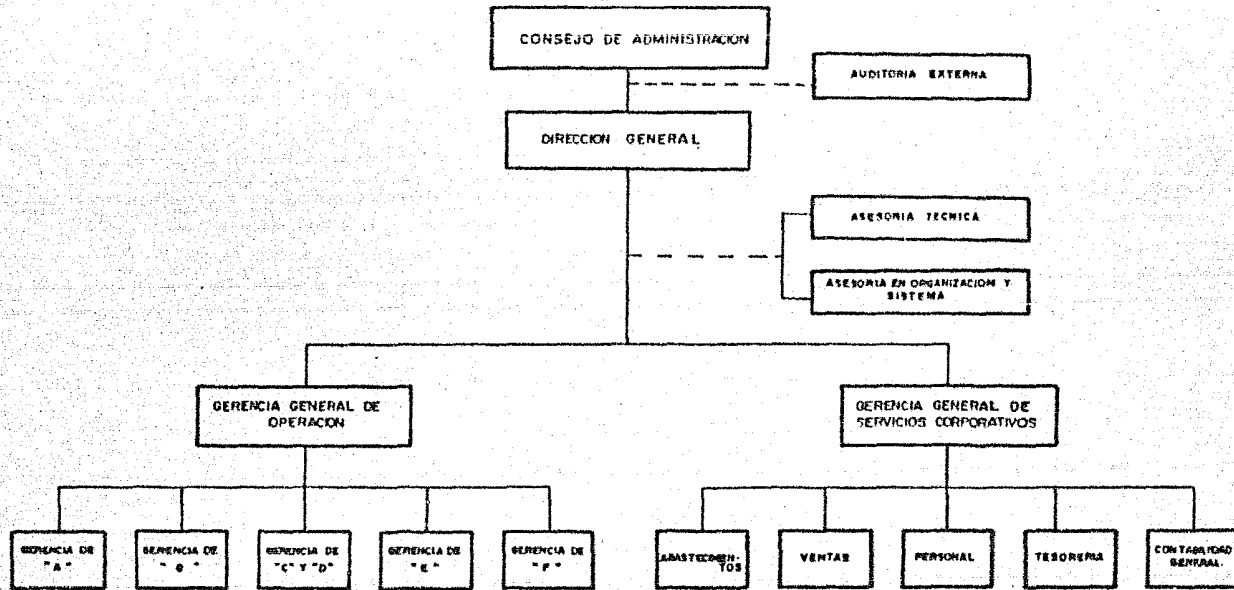 CONSEJO DE ADMINISTRACION
AUDITORIA EXTERNA
DIRECCION GENERAL
ASESORIA TECNICA
ASESORIA EN ORGANIZACION Y
SISTEMA
GERENCIA GENERAL DE
OPERACION
GERENCIA GENERAL DE
SERVICIOS CORPORATIVOS
GERENCIA DE
"A"
GERENCIA DE
GERENCIA DE
"C" Y "D"
GERENCIA DE
"E"
GERENCIA DE
"F"
ABASTECIMIEN-
TOS
VENTAS
PERSONAL
TESORERIA
CONTABILIDAD
GENERAL